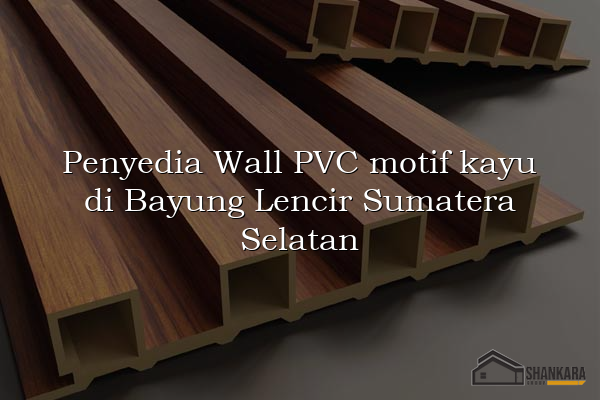 Penyedia Wall PVC motif kayu
di Bayung Lencir Sumatera
Selatan
SHANKARA